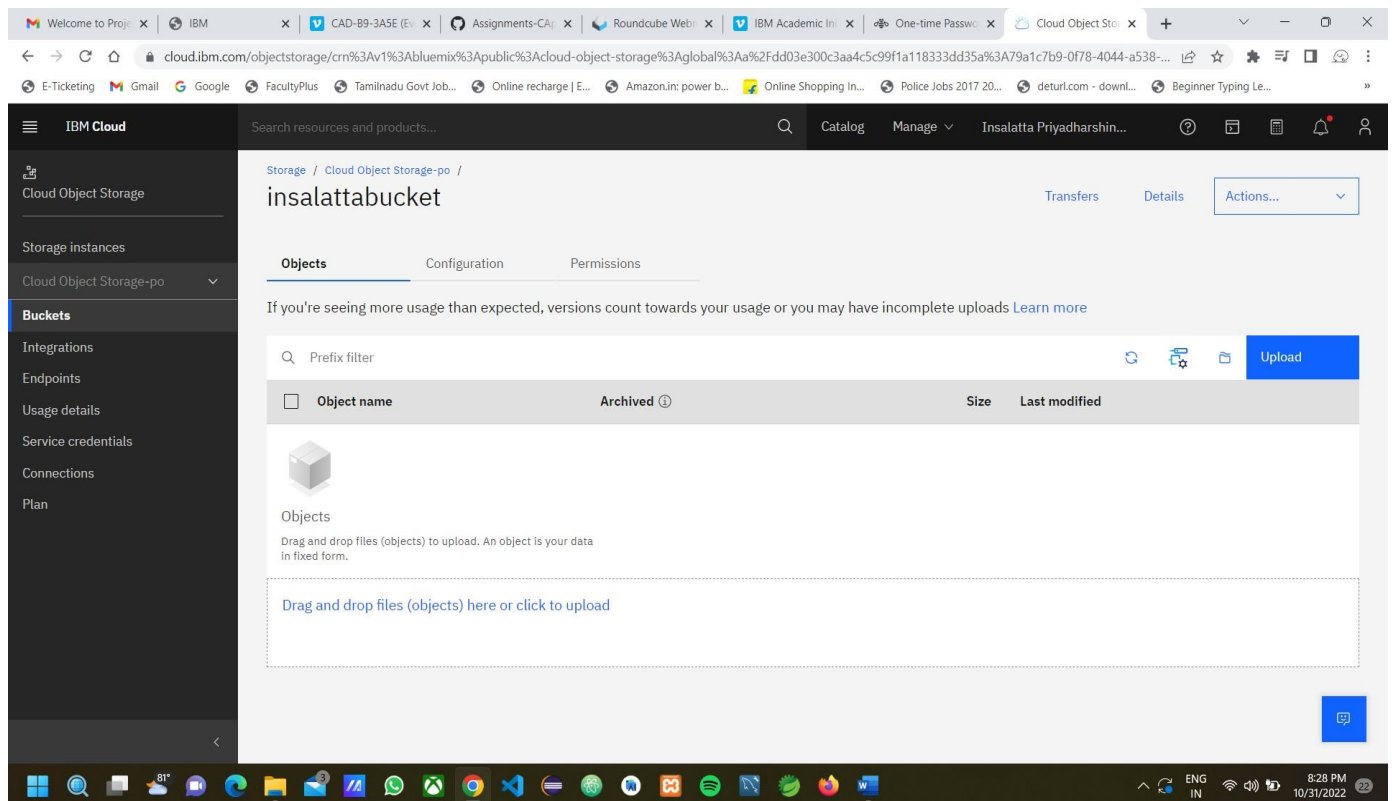 Welcome to Proje
IBM
CAD-B9-3A5E (Ev
Assignments-CAp
Roundcube Webm
IBM Academic Ini
One-time Passwo
Cloud Object Sto
cloud.ibm.com/objectstorage/crn%3Av1%3Abluemix%3Apublic%3Acloud-object-storage%3Aglobal%3Aa%2Fdd03e300c3aa4c5c99f1a118333dd35a%3A79a1c7b9-0f78-4044-a538-...
E-Ticketing
Gmail
Google
FacultyPlus
Tamilnadu Govt Job...
Online recharge | E...
Amazon.in: power b...
Online Shopping In...
Police Jobs 2017 20...
deturl.com - downl...
Beginner Typing Le...
»
IBM Cloud
Search resources and products...
Catalog
Manage
Insalatta Priyadharshin...
Cloud Object Storage
Storage instances
Cloud Object Storage-po
Buckets
Integrations
Endpoints
Usage details
Service credentials
Connections
Plan
Storage / Cloud Object Storage-po /
insalattabucket
Transfers
Details
Actions...
Objects
Configuration
Permissions
If you're seeing more usage than expected, versions count towards your usage or you may have incomplete uploads Learn more
Prefix filter
Upload
Object name
Archived
Size
Last modified
Objects
Drag and drop files (objects) to upload. An object is your data
in fixed form.
Drag and drop files (objects) here or click to upload
81°
3
ENG
IN
8:28 PM
10/31/2022
22